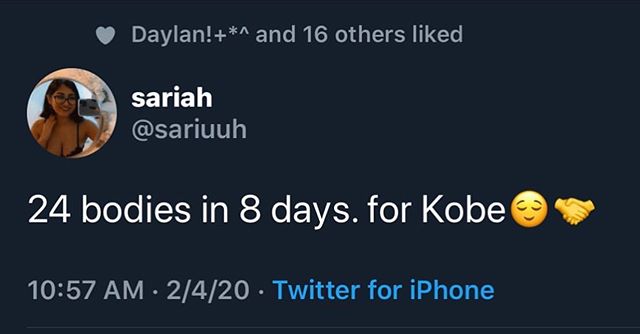 Daylan!+*^ and 16 others liked
sariah
@sariuuh
24 bodies in 8 days. for Kobe😌🤝
10:57 AM · 2/4/20 · Twitter for iPhone